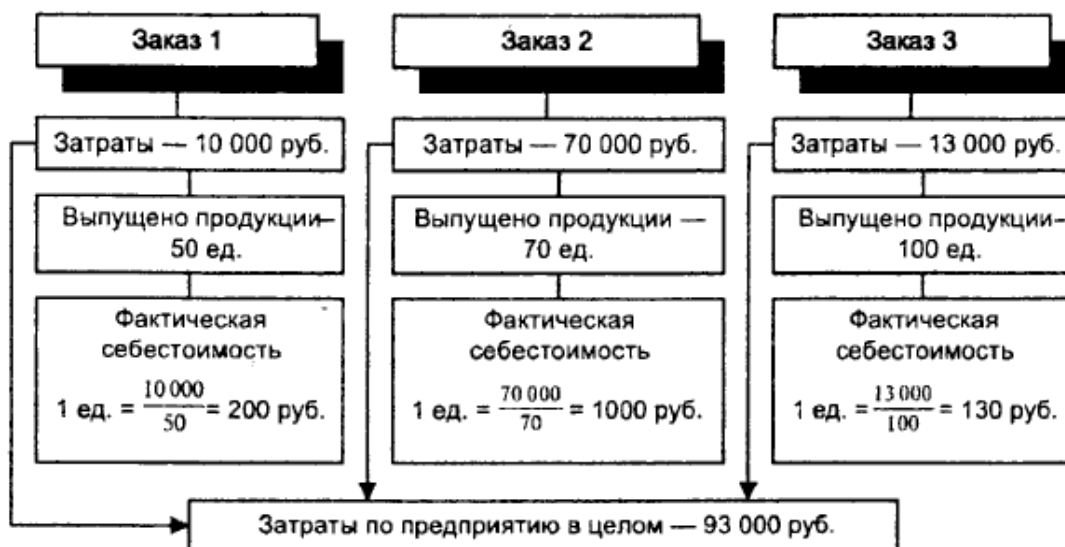 Заказ 1
Затраты — 10 000 руб.
Выпущено продукции–
50 ед.
Фактическая
себестоимость
1 ед. = 10 000/50 = 200 руб.
Заказ 2
Затраты — 70 000 руб.
Выпущено продукции —
70 ед.
Фактическая
себестоимость
1 ед. = 70 000/70 = 1000 руб.
Заказ 3
Затраты — 13 000 руб.
Выпущено продукции–
100 ед.
Фактическая
себестоимость
1 ед. = 13 000/100 = 130 руб.
Затраты по предприятию в целом — 93 000 руб.